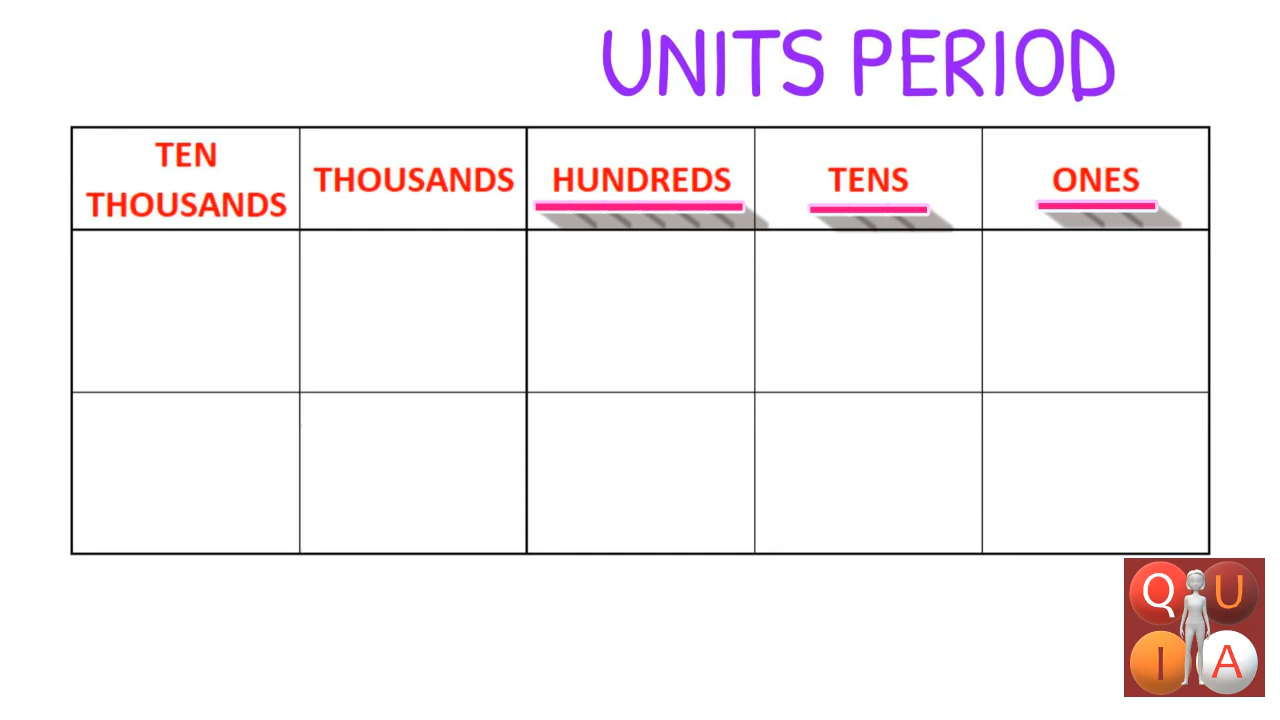 UNITS PERIOD
TEN
THOUSANDS
THOUSANDS
HUNDREDS
TENS
ONES
Q U
I A